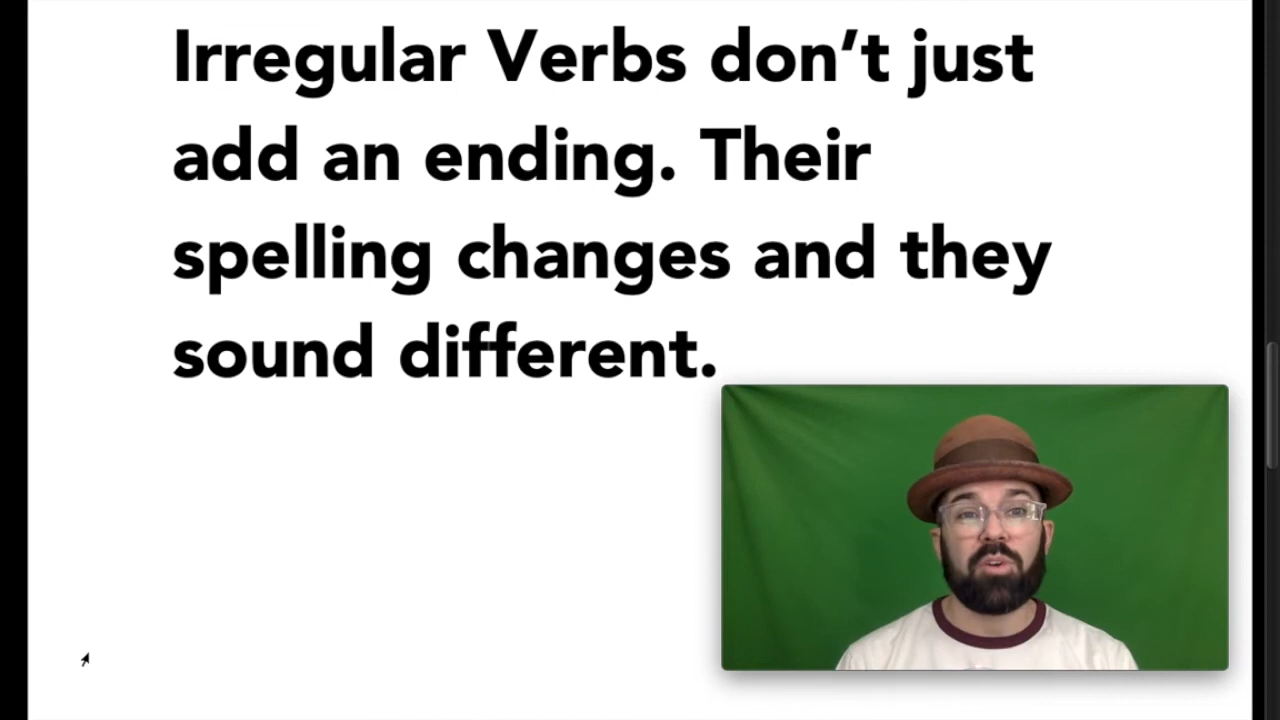 Irregular Verbs don’t just
add an ending. Their
spelling changes and they
sound different.